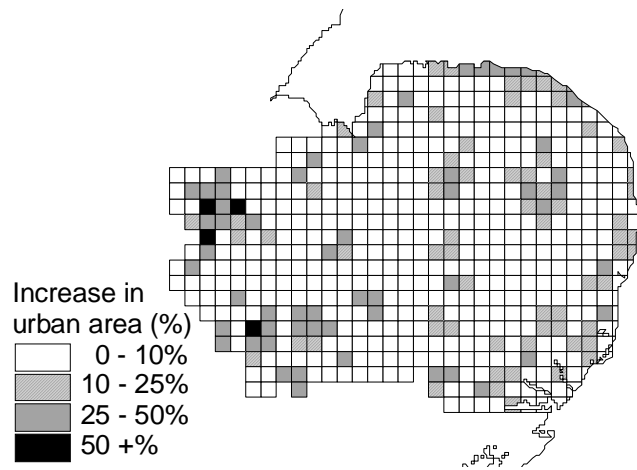 Increase in
urban area (%)
0 - 10%
10 - 25%
25 - 50%
50 +%